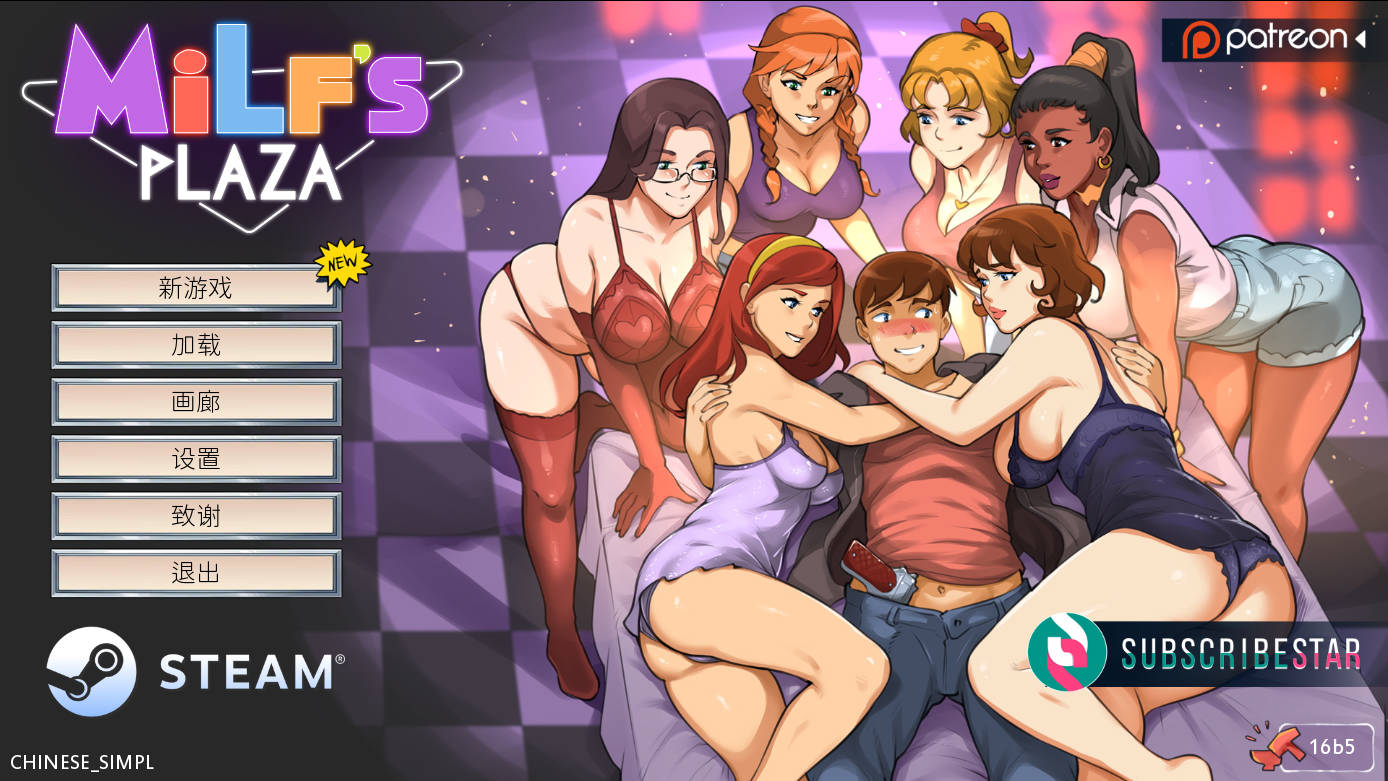 MiLF'S
PLAZA
patreon
NEW
新游戏
加载
画廊
设置
致谢
退出
STEAM®
SUBSCRIBESTAR
CHINESE_SIMPL
16b5